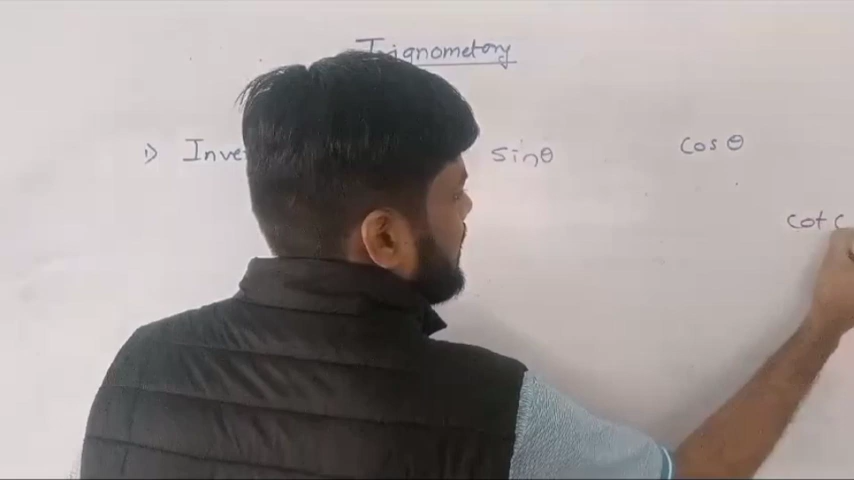 Trignometry
1) Inve sinθ cosθ
cot c